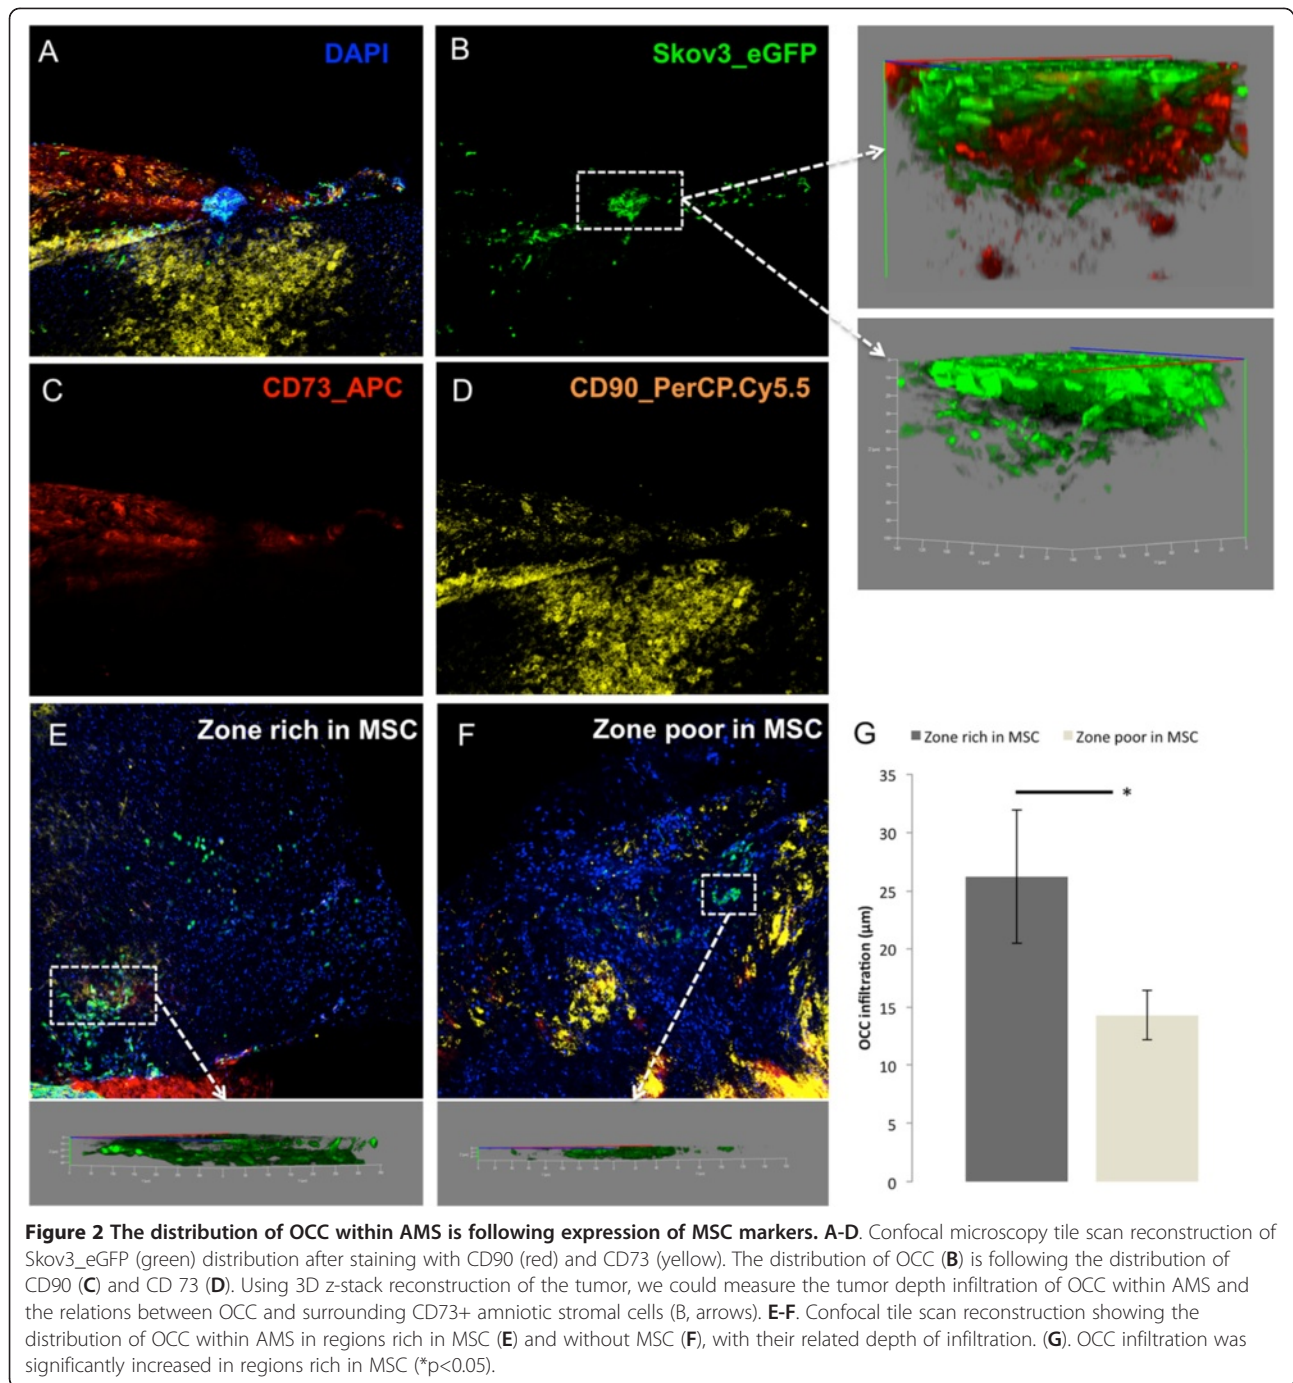 A
DAPI
B
Skov3_eGFP
C
CD73_APC
D
CD90_PerCP.Cy5.5
E
Zone rich in MSC
F
Zone poor in MSC
G
Zone rich in MSC
Zone poor in MSC
35
30
25
20
15
10
5
0
OCC infiltration (µm)
*
Figure 2 The distribution of OCC within AMS is following expression of MSC markers. A-D. Confocal microscopy tile scan reconstruction of
Skov3_eGFP (green) distribution after staining with CD90 (red) and CD73 (yellow). The distribution of OCC (B) is following the distribution of
CD90 (C) and CD 73 (D). Using 3D z-stack reconstruction of the tumor, we could measure the tumor depth infiltration of OCC within AMS and
the relations between OCC and surrounding CD73+ amniotic stromal cells (B, arrows). E-F. Confocal tile scan reconstruction showing the
distribution of OCC within AMS in regions rich in MSC (E) and without MSC (F), with their related depth of infiltration. (G). OCC infiltration was
significantly increased in regions rich in MSC (*p<0.05).